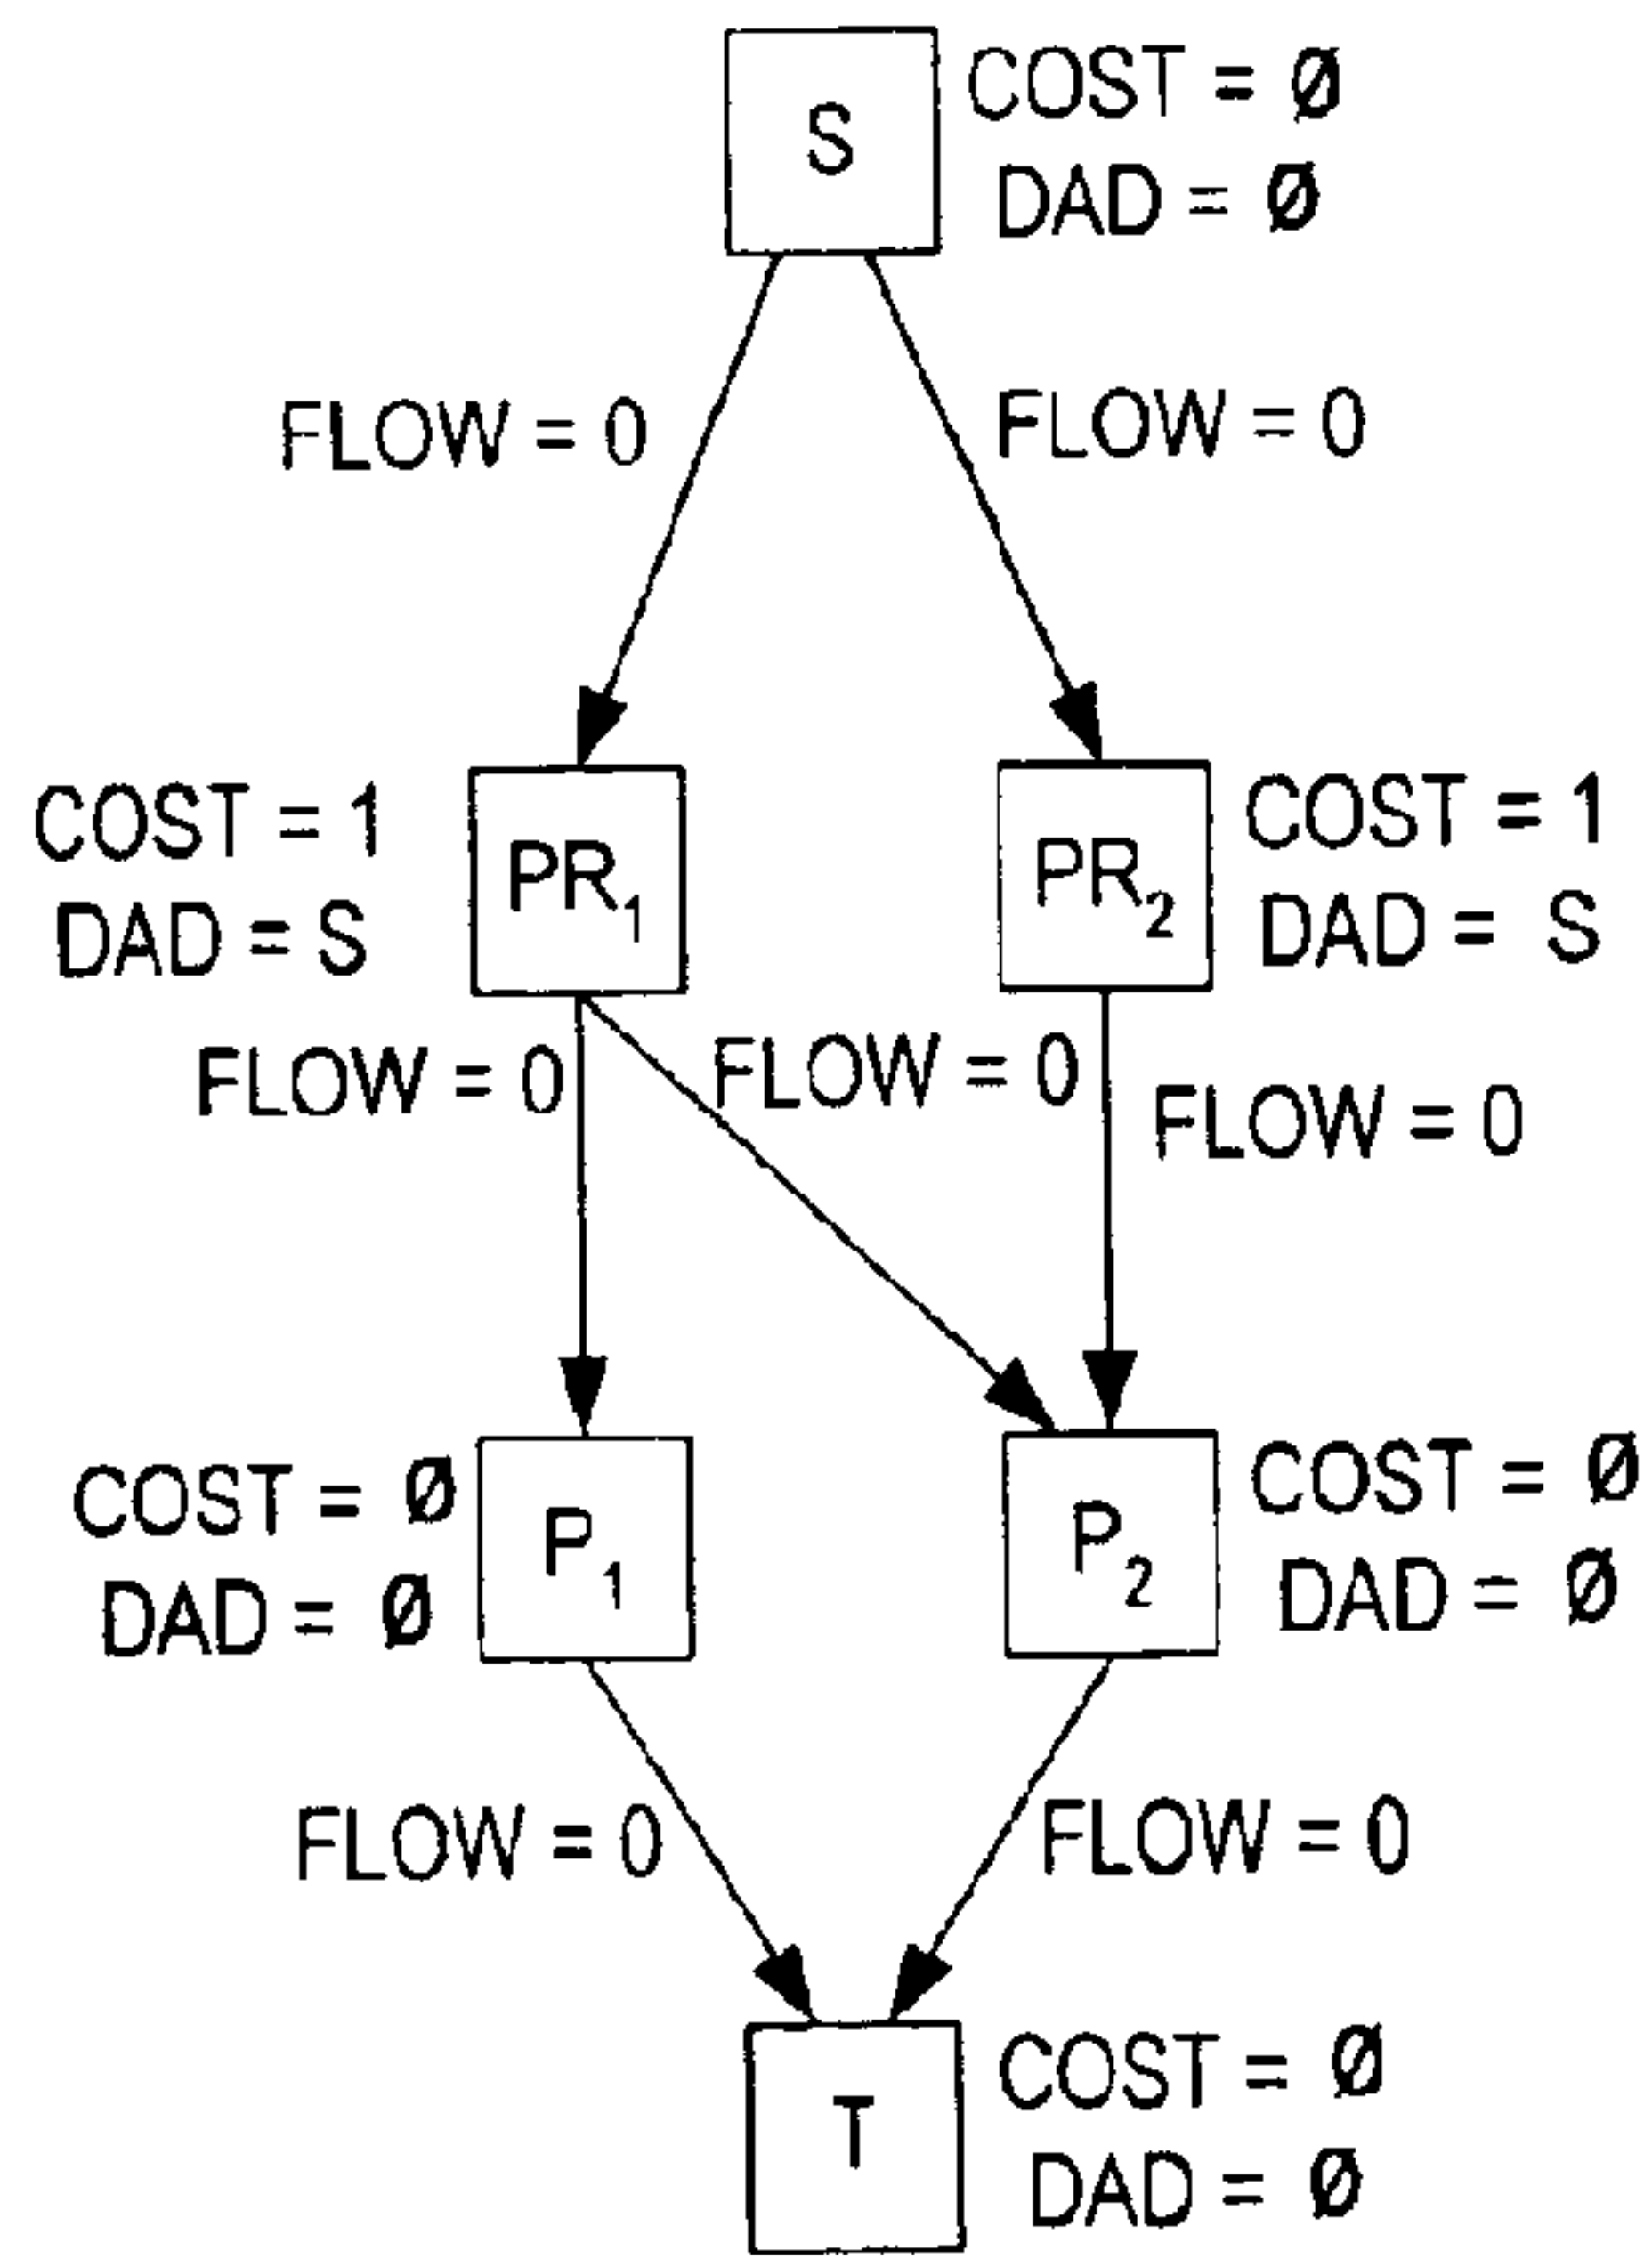 S
COST = Ø
DAD = Ø
FLOW = 0
FLOW = 0
COST = 1
DAD = S
PR₁
PR₂
COST = 1
DAD = S
FLOW = 0
FLOW = 0
FLOW = 0
COST = Ø
DAD = Ø
P₁
P₂
COST = Ø
DAD = Ø
FLOW = 0
FLOW = 0
T
COST = Ø
DAD = Ø